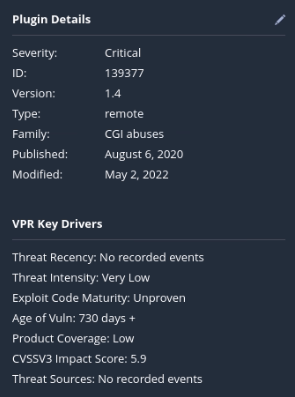 Plugin Details
Severity: Critical
ID: 139377
Version: 1.4
Type: remote
Family: CGI abuses
Published: August 6, 2020
Modified: May 2, 2022
VPR Key Drivers
Threat Recency: No recorded events
Threat Intensity: Very Low
Exploit Code Maturity: Unproven
Age of Vuln: 730 days +
Product Coverage: Low
CVSSV3 Impact Score: 5.9
Threat Sources: No recorded events